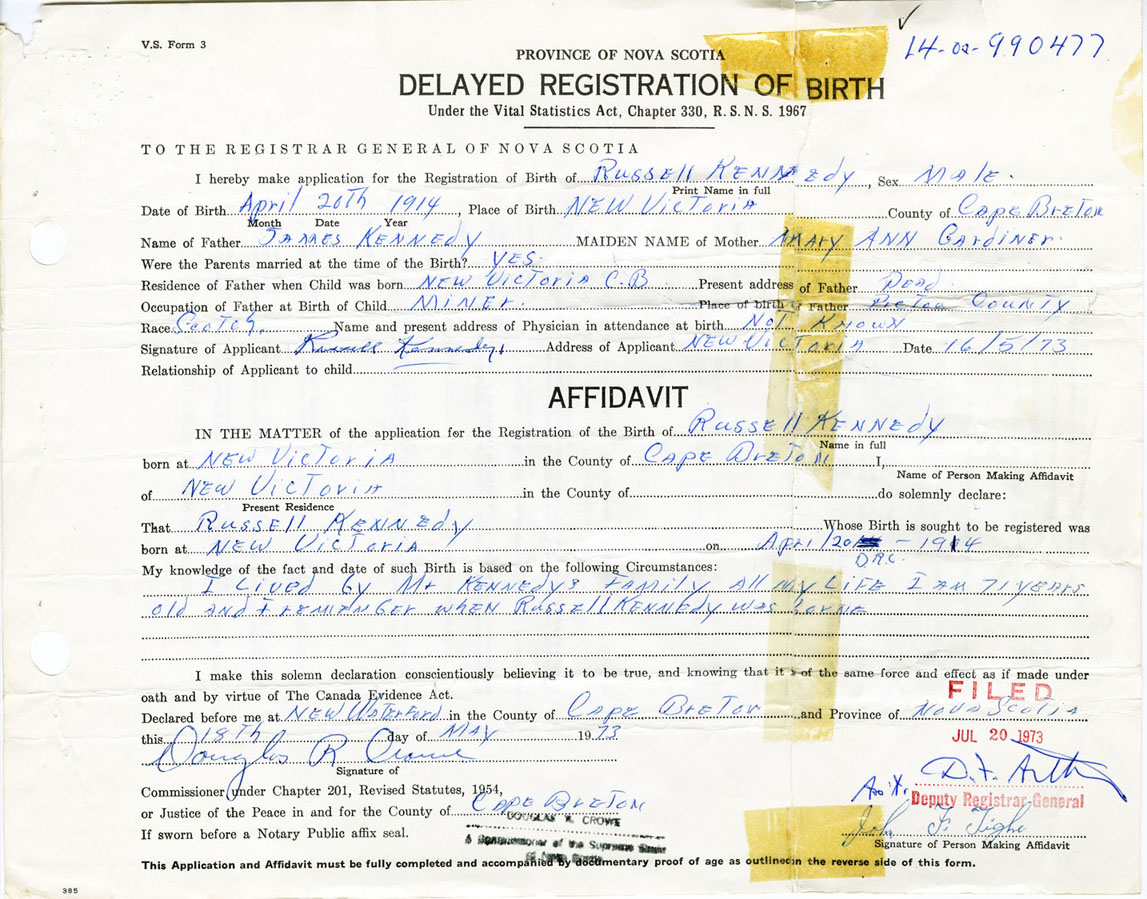 V.S. Form 3
14-02-990477
PROVINCE OF NOVA SCOTIA
DELAYED REGISTRATION OF BIRTH
Under the Vital Statistics Act, Chapter 330, R.S.N.S. 1967
TO THE REGISTRAR GENERAL OF NOVA SCOTIA
I hereby make application for the Registration of Birth of Russell Kennedy, Sex Male.
Print Name in full
Date of Birth April 20th 1914, Place of Birth New Victoria County of Cape Breton
Month Date Year
Name of Father James Kennedy MAIDEN NAME of Mother Mary Ann Gardiner.
Were the Parents married at the time of the Birth? Yes.
Residence of Father when Child was born New Victoria C.B Present address of Father Dead
Occupation of Father at Birth of Child Miner. Place of birth of Father County
Race Scotch. Name and present address of Physician in attendance at birth Not Known
Signature of Applicant Russell Kennedy. Address of Applicant New Victoria Date 16/5/73
Relationship of Applicant to child
AFFIDAVIT
IN THE MATTER of the application for the Registration of the Birth of Russell Kennedy
Name in full
born at New Victoria in the County of Cape Breton I,
Name of Person Making Affidavit
of New Victoria in the County of do solemnly declare:
Present Residence
That Russell Kennedy Whose Birth is sought to be registered was
born at New Victoria on April 20 - 1914
D.R.C.
My knowledge of the fact and date of such Birth is based on the following Circumstances:
I Lived by Mr Kennedys Family all my Life I am 71 years
old and I remamber when Russell Kennedy was borne
I make this solemn declaration conscientiously believing it to be true, and knowing that it is of the same force and effect as if made under
oath and by virtue of The Canada Evidence Act.
FILED
Declared before me at New Waterford in the County of Cape Breton and Province of Nova Scotia
this 18th day of May 1973
JUL 20 1973
Douglas R Crowe
Signature of
Commissioner under Chapter 201, Revised Statutes, 1954,
Deputy Registrar General
or Justice of the Peace in and for the County of Cape Breton
DOUGLAS R. CROWE
John F. Tighe
If sworn before a Notary Public affix seal.
A Commissioner of the Supreme Court
Signature of Person Making Affidavit
This Application and Affidavit must be fully completed and accompanied by documentary proof of age as outlined on the reverse side of this form.
385